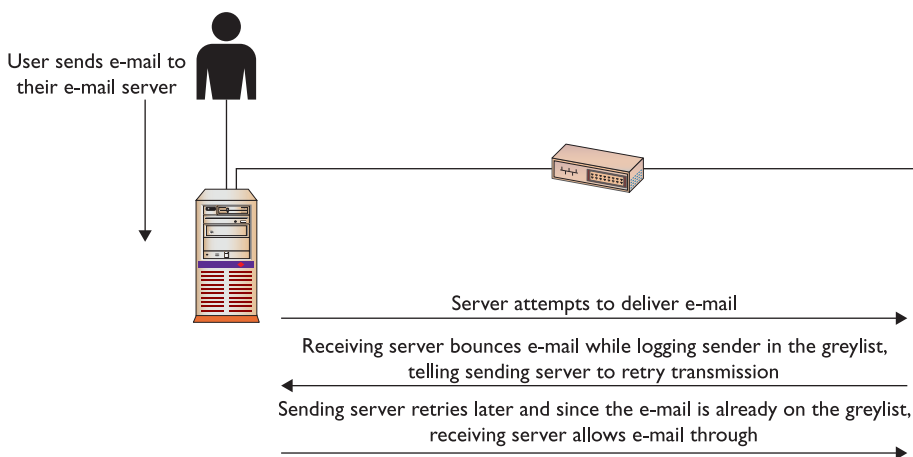 User sends e-mail to
their e-mail server
Server attempts to deliver e-mail
Receiving server bounces e-mail while logging sender in the greylist,
telling sending server to retry transmission
Sending server retries later and since the e-mail is already on the greylist,
receiving server allows e-mail through